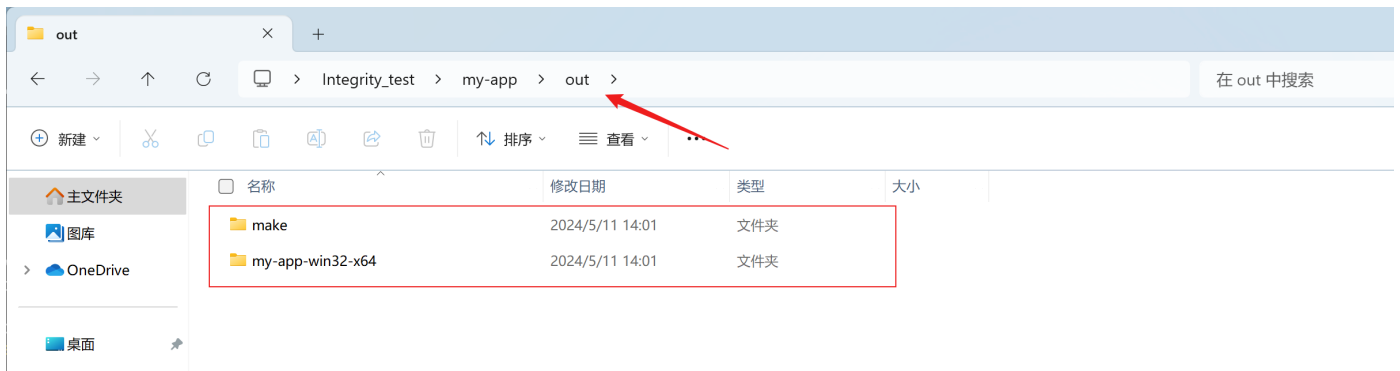 out
Integrity_test > my-app > out >
在 out 中搜索
新建
排序
查看
名称 修改日期 类型 大小
make 2024/5/11 14:01 文件夹
my-app-win32-x64 2024/5/11 14:01 文件夹
主文件夹
图库
OneDrive
桌面